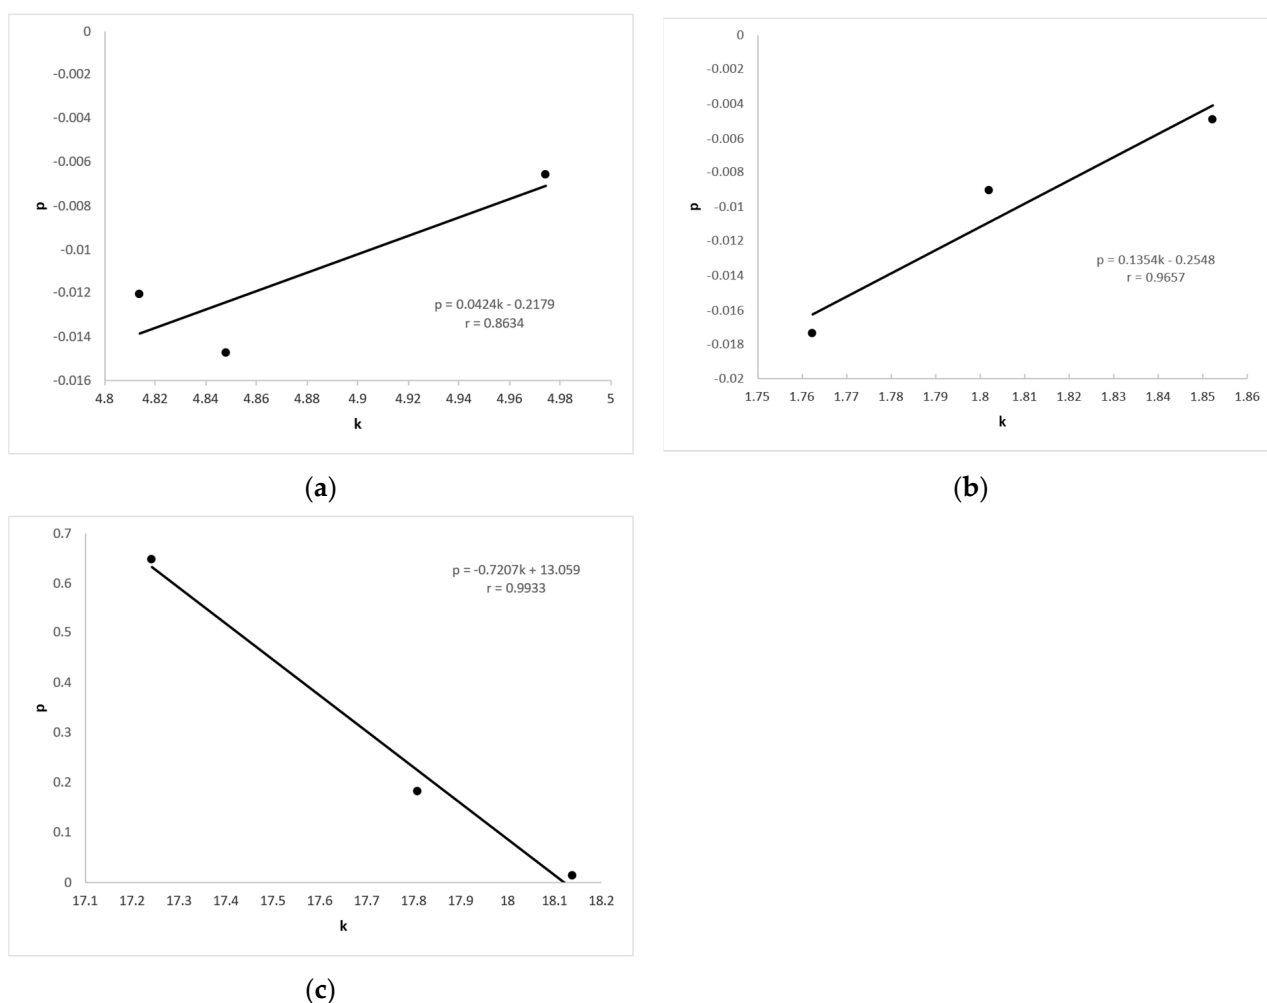 0
-0.002
-0.004
-0.006
-0.008
-0.01
-0.012
-0.014
-0.016
p
p = 0.0424k - 0.2179
r = 0.8634
4.8 4.82 4.84 4.86 4.88 4.9 4.92 4.94 4.96 4.98 5
k
(a)
0
-0.002
-0.004
-0.006
-0.008
-0.01
-0.012
-0.014
-0.016
-0.018
-0.02
p
p = 0.1354k - 0.2548
r = 0.9657
1.75 1.76 1.77 1.78 1.79 1.8 1.81 1.82 1.83 1.84 1.85 1.86
k
(b)
0.7
0.6
0.5
0.4
0.3
0.2
0.1
0
p
p = -0.7207k + 13.059
r = 0.9933
17.1 17.2 17.3 17.4 17.5 17.6 17.7 17.8 17.9 18 18.1 18.2
k
(c)